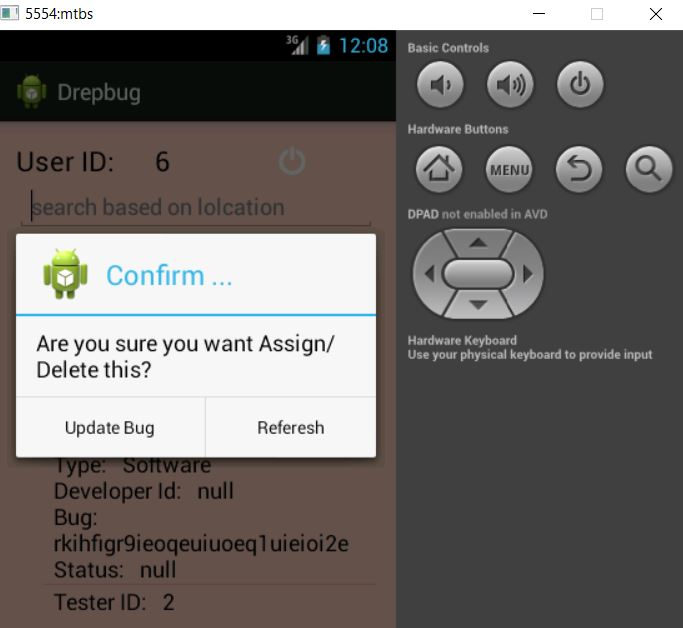 5554:mtbs
3G 12:08
Drepbug
User ID: 6
search based on lolcation
Confirm ...
Are you sure you want Assign/
Delete this?
Update Bug Referesh
Type: Software
Developer Id: null
Bug:
rkihfigr9ieoqeuiuoeq1uieioi2e
Status: null
Tester ID: 2
Basic Controls
Hardware Buttons
MENU
DPAD not enabled in AVD
Hardware Keyboard
Use your physical keyboard to provide input